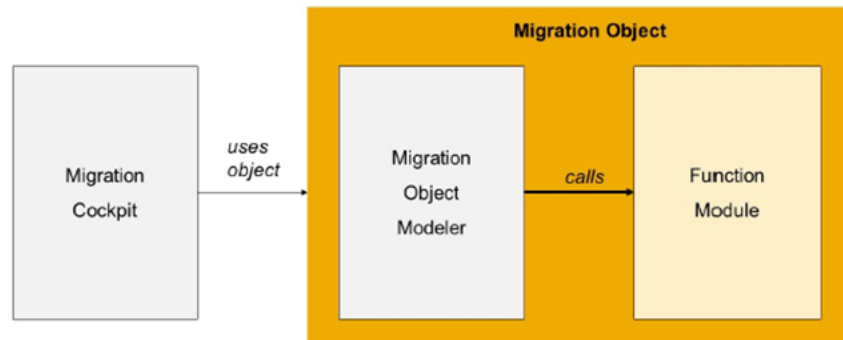 Migration Object
Migration
Cockpit
uses
object
Migration
Object
Modeler
calls
Function
Module